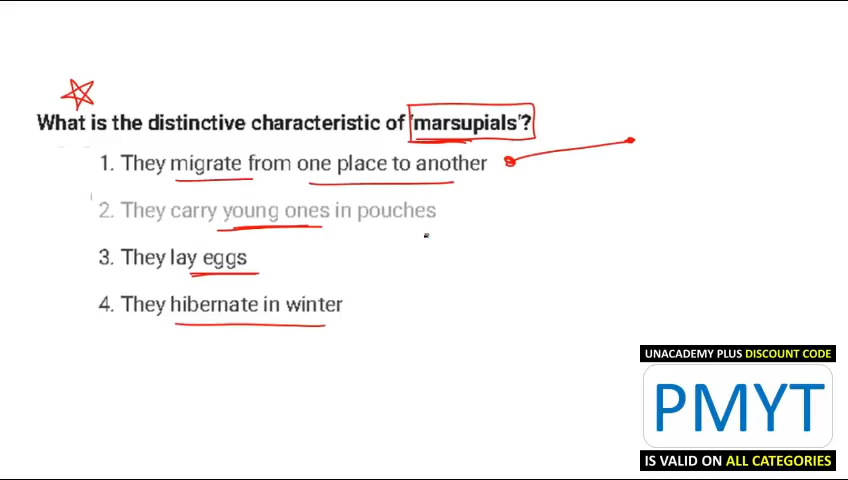 What is the distinctive characteristic of 'marsupials'?
1. They migrate from one place to another
2. They carry young ones in pouches
3. They lay eggs
4. They hibernate in winter
UNACADEMY PLUS DISCOUNT CODE
PMYT
IS VALID ON ALL CATEGORIES